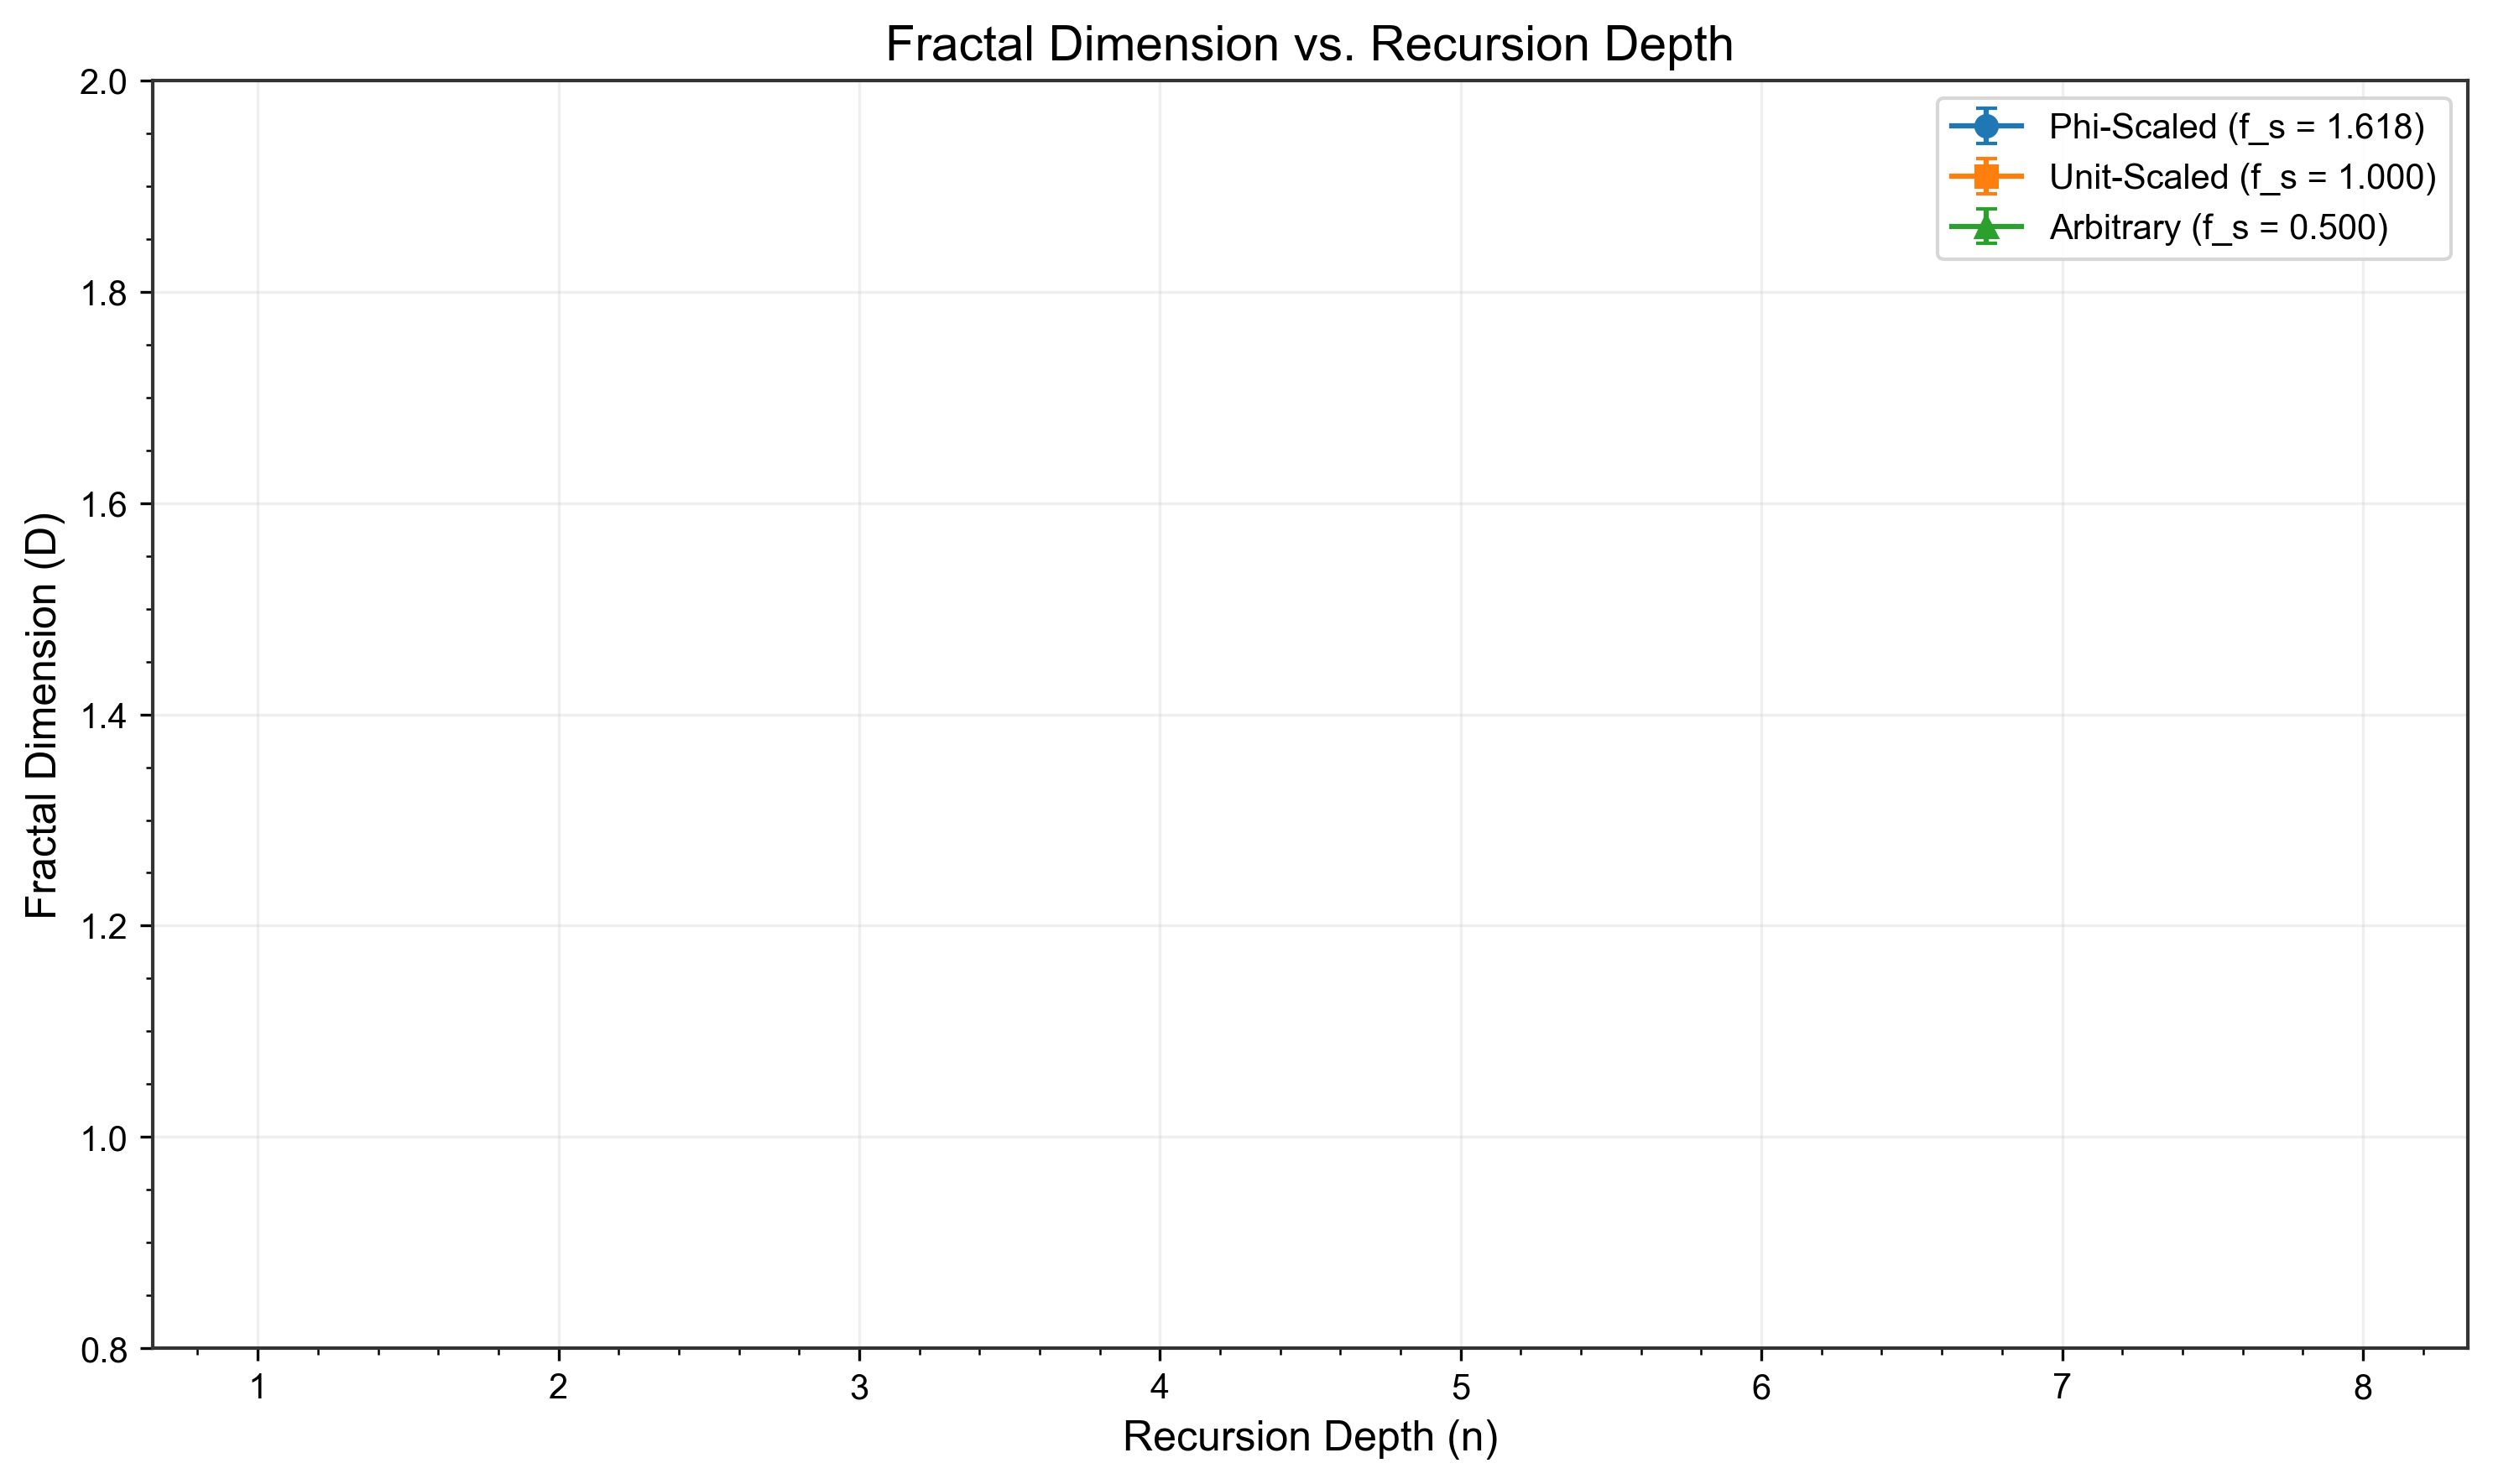 Fractal Dimension vs. Recursion Depth
Phi-Scaled (f_s = 1.618)
Unit-Scaled (f_s = 1.000)
Arbitrary (f_s = 0.500)
Fractal Dimension (D)
2.0
1.8
1.6
1.4
1.2
1.0
0.8
1 2 3 4 5 6 7 8
Recursion Depth (n)